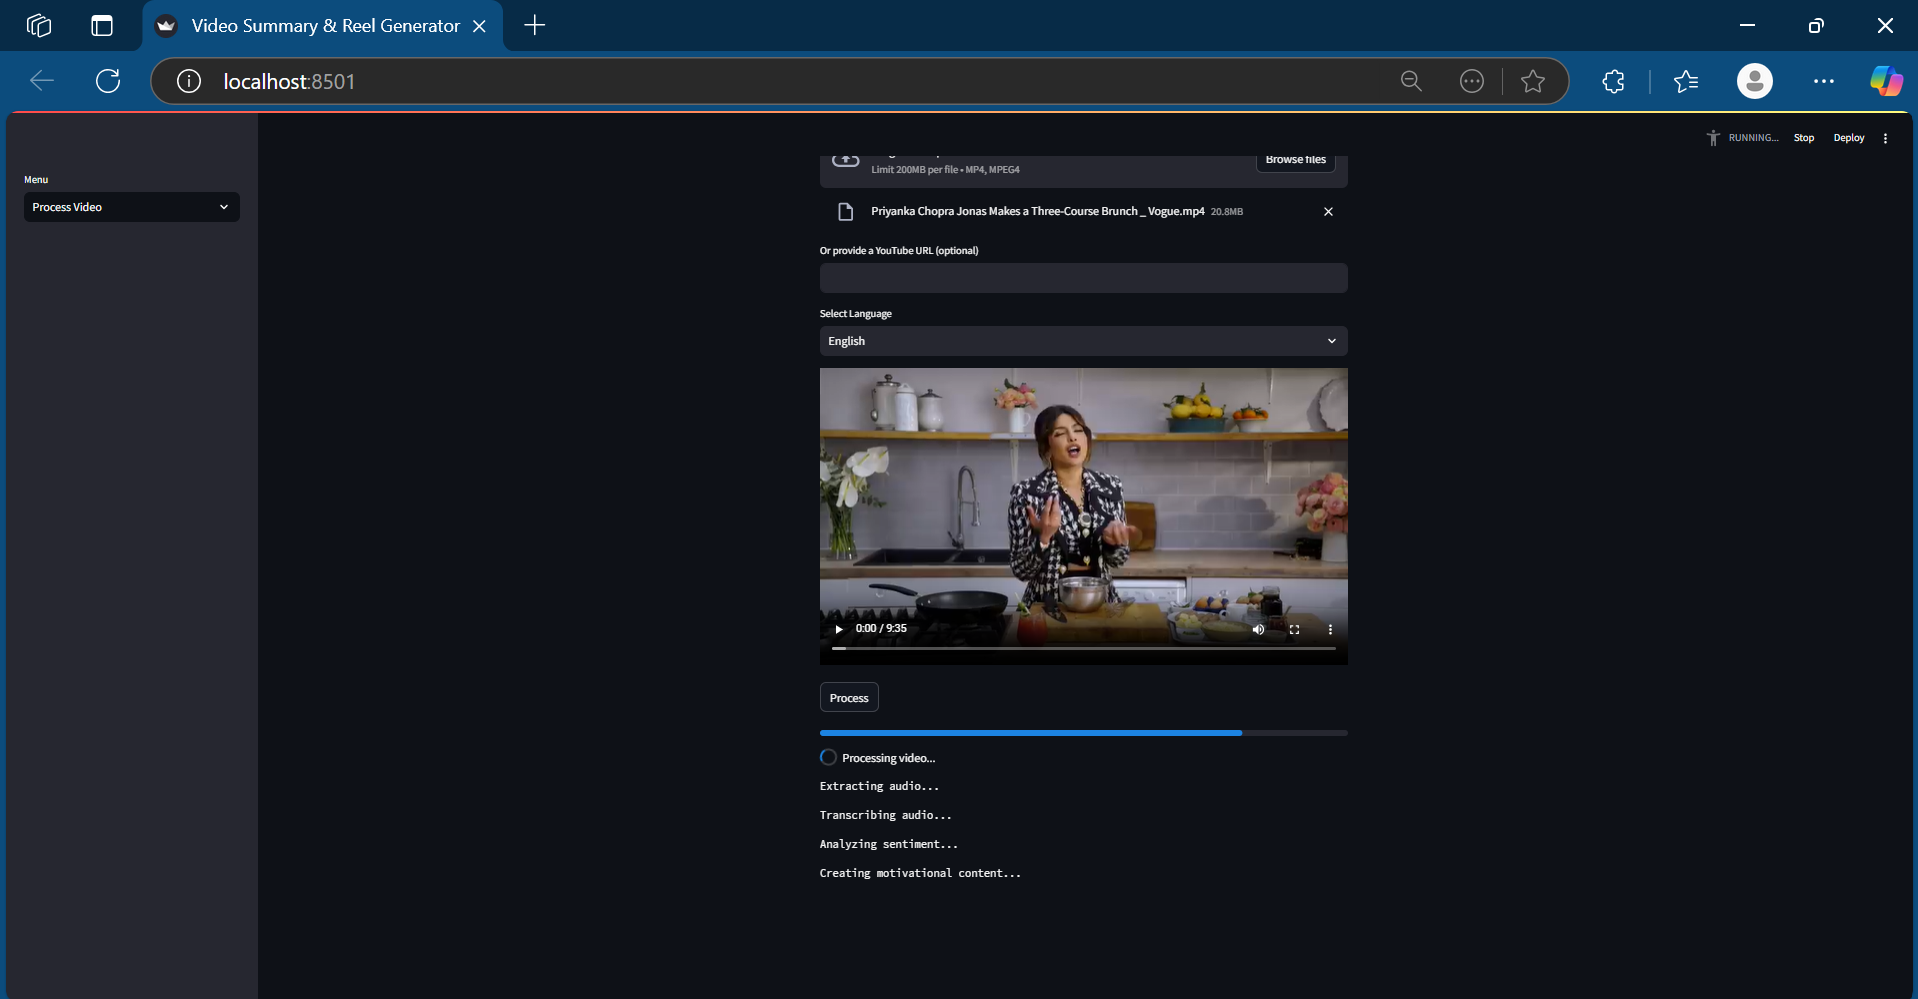 Video Summary & Reel Generator
localhost:8501
RUNNING...
Stop
Deploy
Menu
Process Video
Browse files
Limit 200MB per file • MP4, MPEG4
Priyanka Chopra Jonas Makes a Three-Course Brunch _ Vogue.mp4 20.8MB
Or provide a YouTube URL (optional)
Select Language
English
0:00 / 9:35
Process
Processing video...
Extracting audio...
Transcribing audio...
Analyzing sentiment...
Creating motivational content...